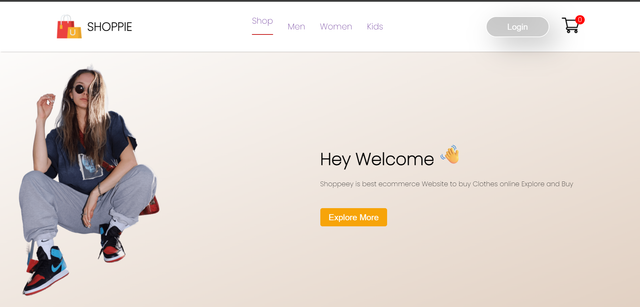 SHOPPIE
Shop
Men
Women
Kids
Login
0
Hey Welcome 👋
Shoppeey is best ecommerce Website to buy Clothes online Explore and Buy
Explore More